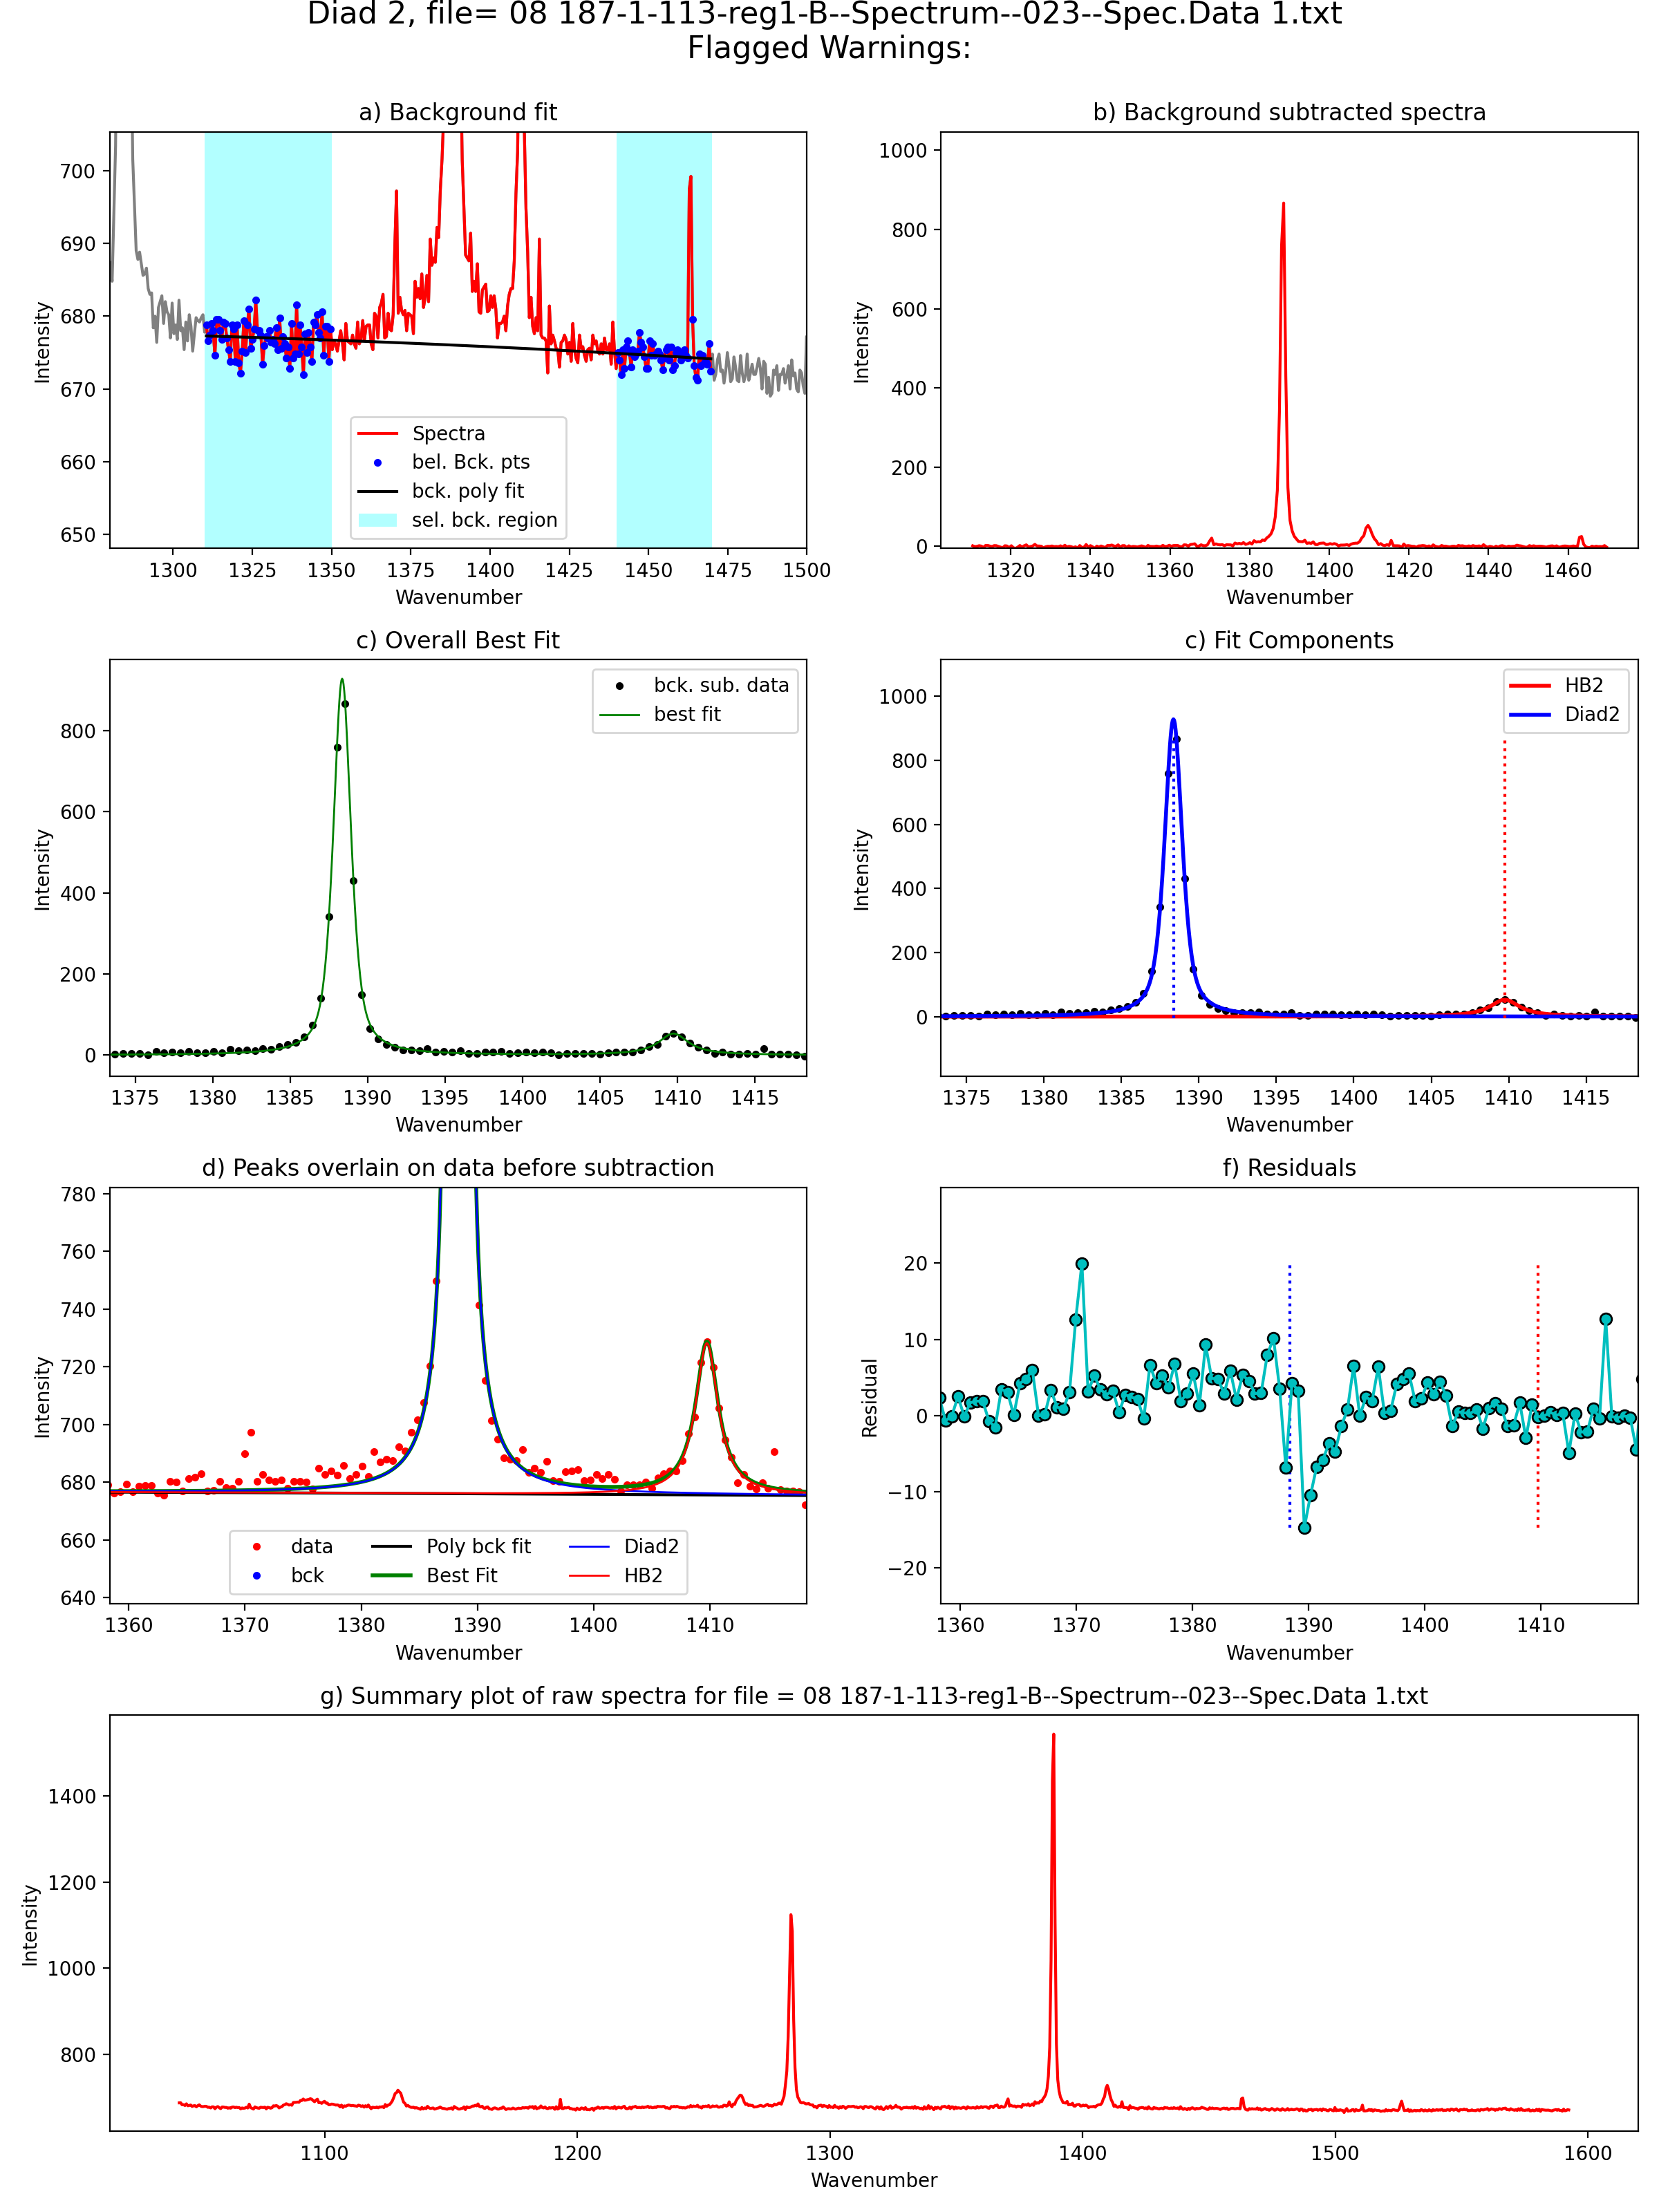 Diad 2, file= 08 187-1-113-reg1-B--Spectrum--023--Spec.Data 1.txt
Flagged Warnings:
a) Background fit
700
690
680
670
660
650
Intensity
Spectra
bel. Bck. pts
bck. poly fit
sel. bck. region
1300 1325 1350 1375 1400 1425 1450 1475 1500
Wavenumber
b) Background subtracted spectra
1000
800
600
400
200
0
Intensity
1320 1340 1360 1380 1400 1420 1440 1460
Wavenumber
c) Overall Best Fit
800
600
400
200
0
Intensity
bck. sub. data
best fit
1375 1380 1385 1390 1395 1400 1405 1410 1415
Wavenumber
c) Fit Components
1000
800
600
400
200
0
Intensity
HB2
Diad2
1375 1380 1385 1390 1395 1400 1405 1410 1415
Wavenumber
d) Peaks overlain on data before subtraction
780
760
740
720
700
680
660
640
Intensity
data
bck
Poly bck fit
Best Fit
Diad2
HB2
1360 1370 1380 1390 1400 1410
Wavenumber
f) Residuals
20
10
0
−10
−20
Residual
1360 1370 1380 1390 1400 1410
Wavenumber
g) Summary plot of raw spectra for file = 08 187-1-113-reg1-B--Spectrum--023--Spec.Data 1.txt
1400
1200
1000
800
Intensity
1100 1200 1300 1400 1500 1600
Wavenumber